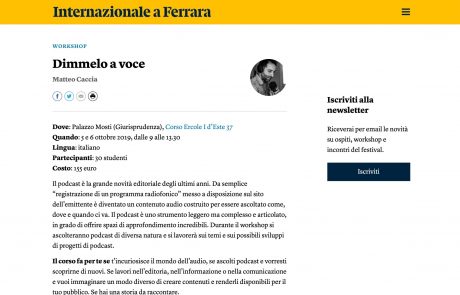 Internazionale a Ferrara
WORKSHOP
Dimmelo a voce
Matteo Caccia
Dove: Palazzo Mosti (Giurisprudenza), Corso Ercole I d'Este 37
Quando: 5 e 6 ottobre 2019, dalle 9 alle 13.30
Lingua: italiano
Partecipanti: 30 studenti
Costo: 155 euro
Il podcast è la grande novità editoriale degli ultimi anni. Da semplice
“registrazione di un programma radiofonico” messo a disposizione sul sito
dell'emittente è diventato un contenuto audio costruito per essere ascoltato come,
dove e quando ci va. Il podcast è uno strumento leggero ma complesso e articolato,
in grado di offrire spazi di approfondimento incredibili. Durante il workshop si
ascolteranno podcast di diversa natura e si lavorerà sui temi e sui possibili sviluppi
di progetti di podcast.
Il corso fa per te se t'incuriosisce il mondo dell'audio, se ascolti podcast e vorresti
scoprirne di nuovi. Se lavori nell'editoria, nell'informazione o nella comunicazione
e vuoi immaginare un modo diverso di creare contenuti e renderli disponibili per il
tuo pubblico. Se hai una storia da raccontare.
Iscriviti alla
newsletter
Riceverai per email le novità
su ospiti, workshop e
incontri del festival.
Iscriviti